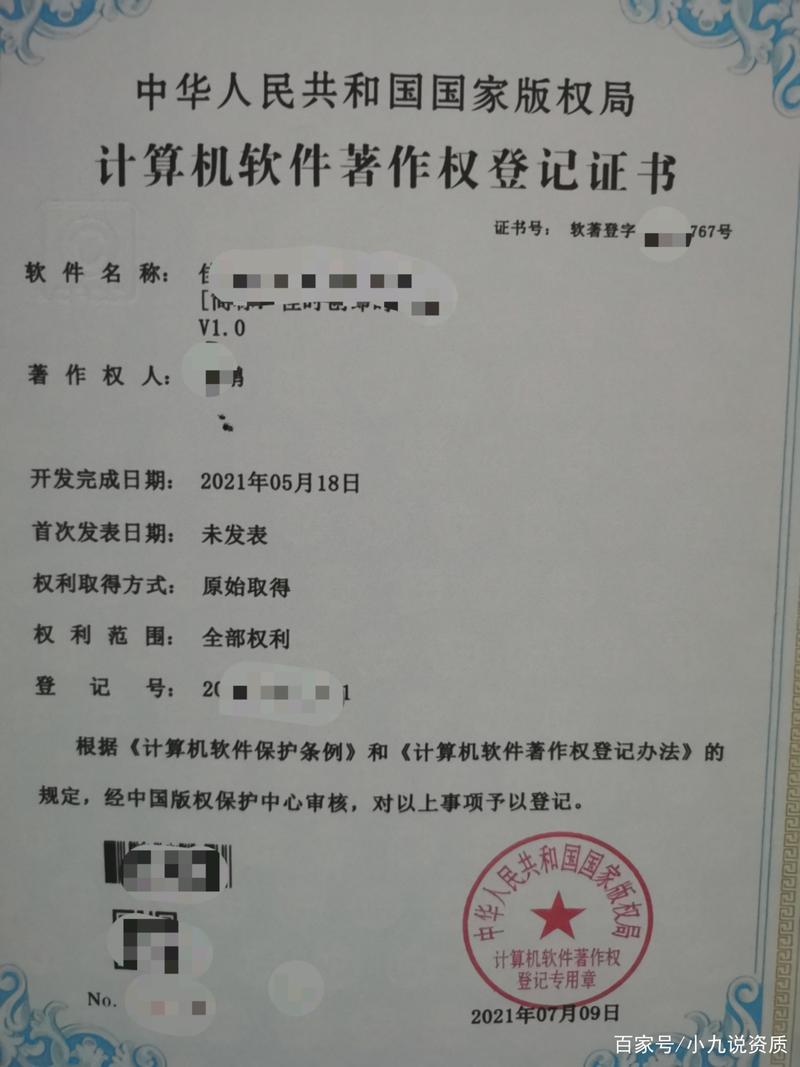 中华人民共和国国家版权局
计算机软件著作权登记证书
证书号： 软著登字 767号
软件名称：
V1.0
著作权人：
开发完成日期： 2021年05月18日
首次发表日期： 未发表
权利取得方式： 原始取得
权利范围： 全部权利
登记号： 20 1
根据《计算机软件保护条例》和《计算机软件著作权登记办法》的
规定，经中国版权保护中心审核，对以上事项予以登记。
中华人民共和国国家版权局
计算机软件著作权
登记专用章
No.
2021年07月09日
百家号/小九说资质